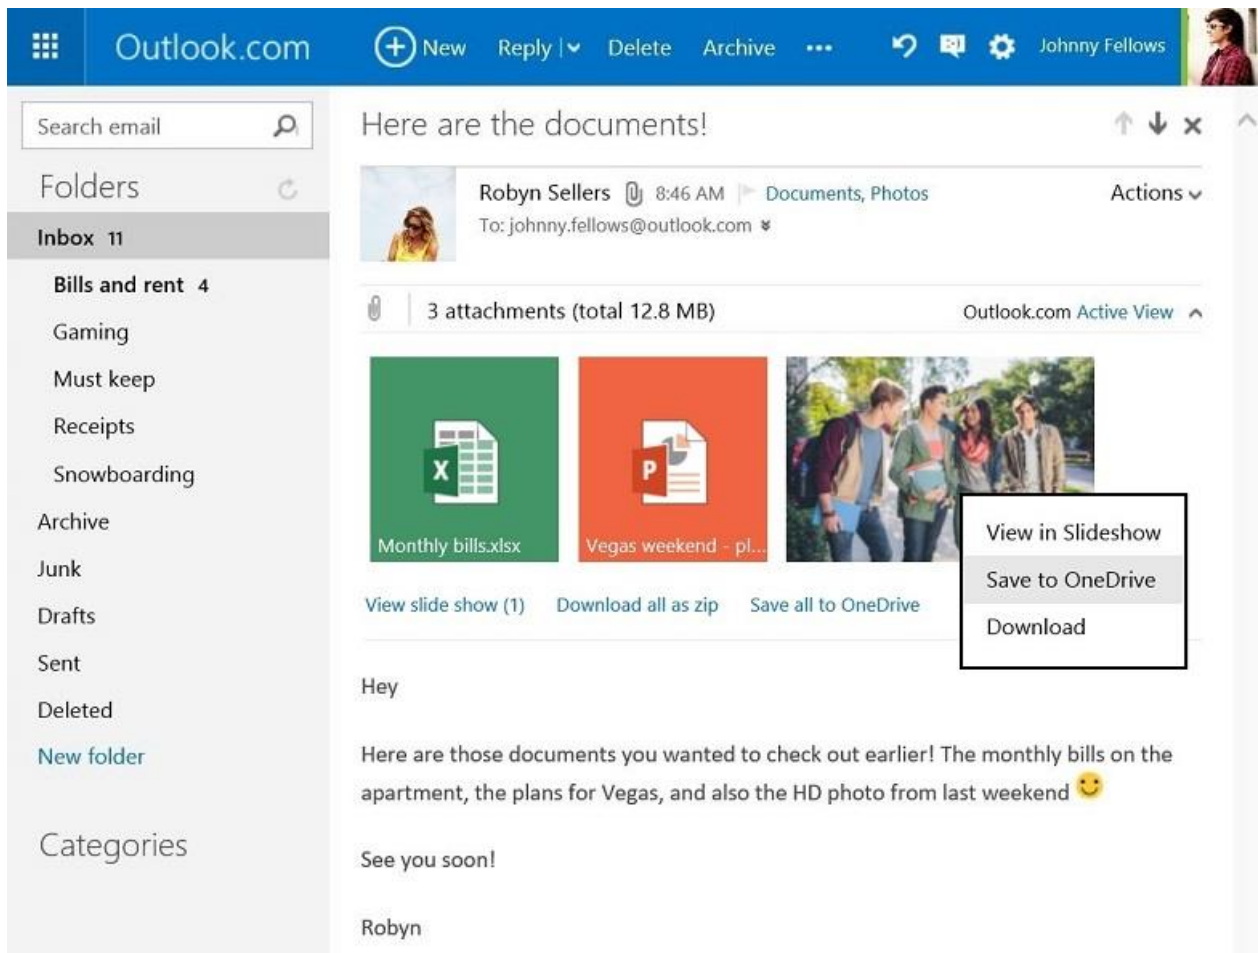 Outlook.com New Reply Delete Archive Johnny Fellows
Search email
Folders
Inbox 11
Bills and rent 4
Gaming
Must keep
Receipts
Snowboarding
Archive
Junk
Drafts
Sent
Deleted
New folder
Categories
Here are the documents!
Robyn Sellers 8:46 AM Documents, Photos Actions
To: johnny.fellows@outlook.com
3 attachments (total 12.8 MB) Outlook.com Active View
X P
Monthly bills.xlsx Vegas weekend - pl...
View in Slideshow
Save to OneDrive
Download
View slide show (1) Download all as zip Save all to OneDrive
Hey
Here are those documents you wanted to check out earlier! The monthly bills on the
apartment, the plans for Vegas, and also the HD photo from last weekend
See you soon!
Robyn